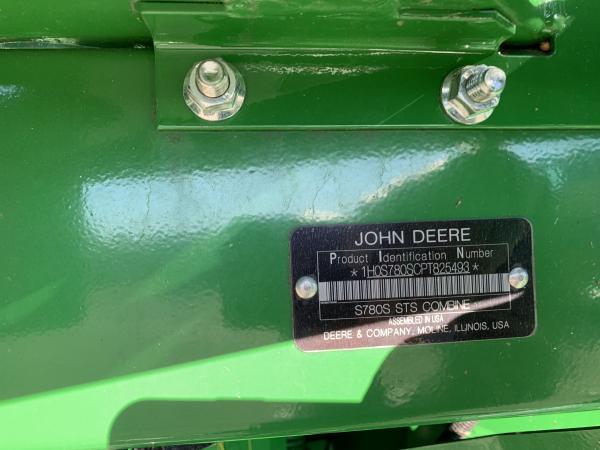 JOHN DEERE
Product Identification Number
*1H0S780SCPT825493*
S780S STS COMBINE
ASSEMBLED IN USA
DEERE & COMPANY, MOLINE, ILLINOIS, USA